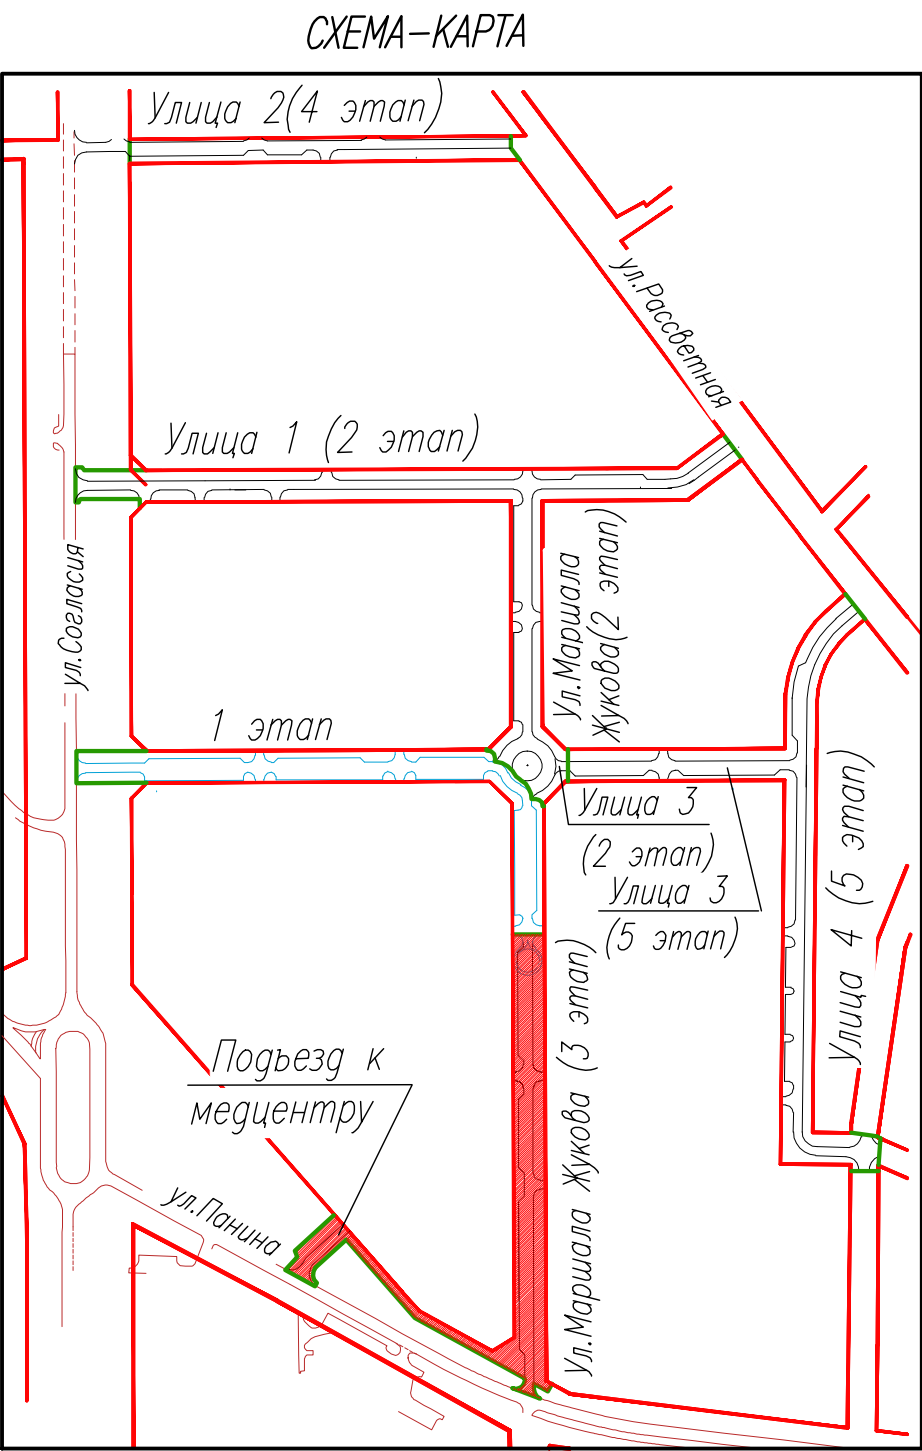 СХЕМА-КАРТА
Улица 2(4 этап)
ул.Рассветная
Улица 1 (2 этап)
ул.Согласия
Ул.Маршала
Жукова(2 этап)
1 этап
Улица 3
(2 этап)
Улица 3
(5 этап)
Улица 4 (5 этап)
Ул.Маршала Жукова (3 этап)
Подъезд к
медцентру
ул.Панина